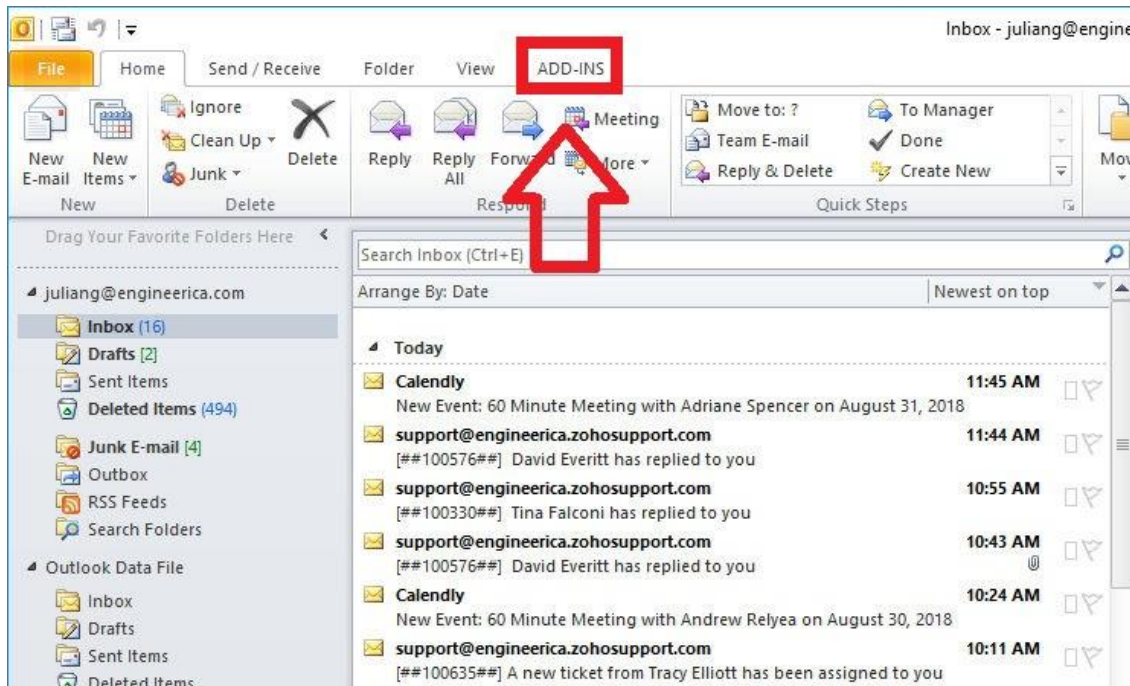 Inbox - juliang@engine
File Home Send / Receive Folder View ADD-INS
Ignore
Clean Up
Junk
Delete
New E-mail
New Items
Reply
Reply All
Forward
Meeting
More
Move to: ?
Team E-mail
Reply & Delete
To Manager
Done
Create New
New Delete Respond Quick Steps
Drag Your Favorite Folders Here
juliang@engineerica.com
Inbox (16)
Drafts [2]
Sent Items
Deleted Items (494)
Junk E-mail [4]
Outbox
RSS Feeds
Search Folders
Outlook Data File
Inbox
Drafts
Sent Items
Deleted Items
Search Inbox (Ctrl+E)
Arrange By: Date Newest on top
Today
Calendly 11:45 AM
New Event: 60 Minute Meeting with Adriane Spencer on August 31, 2018
support@engineerica.zohosupport.com 11:44 AM
[##100576##] David Everitt has replied to you
support@engineerica.zohosupport.com 10:55 AM
[##100330##] Tina Falconi has replied to you
support@engineerica.zohosupport.com 10:43 AM
[##100576##] David Everitt has replied to you
Calendly 10:24 AM
New Event: 60 Minute Meeting with Andrew Relyea on August 30, 2018
support@engineerica.zohosupport.com 10:11 AM
[##100635##] A new ticket from Tracy Elliott has been assigned to you